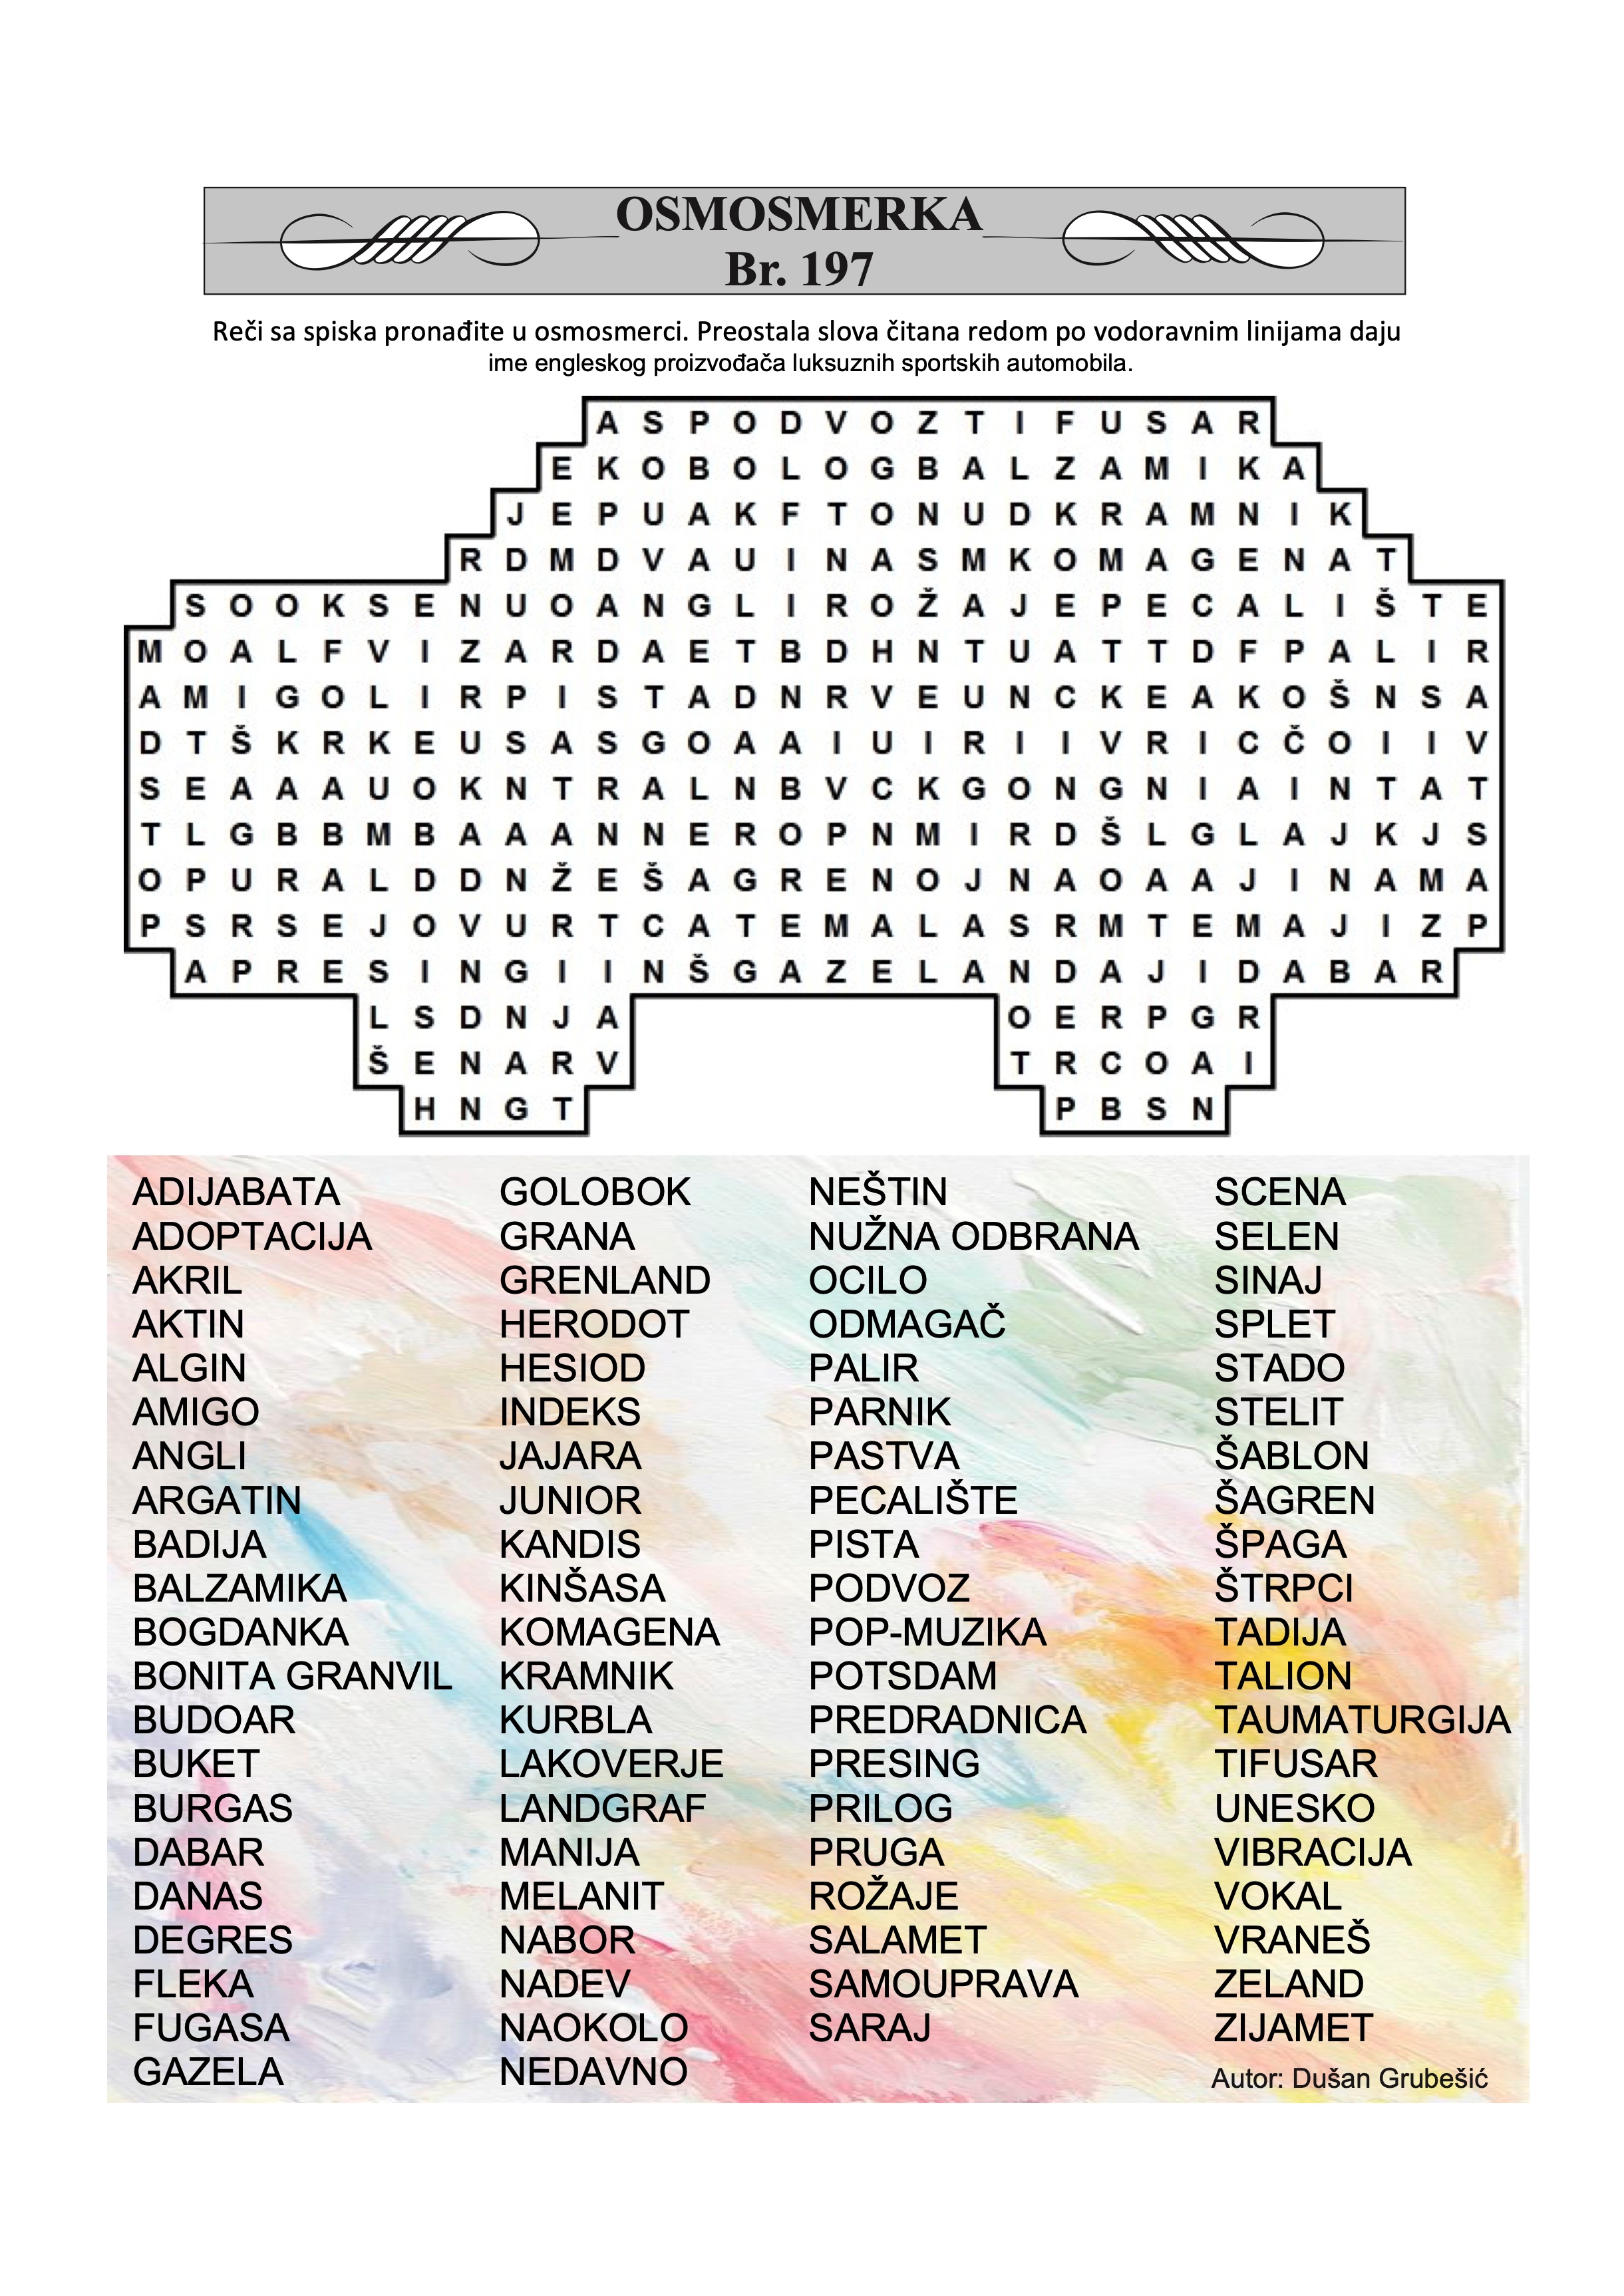 OSMOSMERKA
Br. 197
Reči sa spiska pronađite u osmosmerci. Preostala slova čitana redom po vodoravnim linijama daju
ime engleskog proizvođača luksuznih sportskih automobila.
A S P O D V O Z T I F U S A R
E K O B O L O G B A L Z A M I K A
J E P U A K F T O N U D K R A M N I K
R D M D V A U I N A S M K O M A G E N A T
S O O K S E N U O A N G L I R O Ž A J E P E C A L I Š T E
M O A L F V I Z A R D A E T B D H N T U A T T D F P A L I R
A M I G O L I R P I S T A D N R V E U N C K E A K O Š N S A
D T Š K R K E U S A S G O A A I U I R I I V R I C Č O I I V
S E A A A U O K N T R A L N B V C K G O N G N I A I N T A T
T L G B B M B A A A N N E R O P N M I R D Š L G L A J K J S
O P U R A L D D N Ž E Š A G R E N O J N A O A A J I N A M A
P S R S E J O V U R T C A T E M A L A S R M T E M A J I Z P
A P R E S I N G I I N Š G A Z E L A N D A J I D A B A R
L S D N J A O E R P G R
Š E N A R V T R C O A I
H N G T P B S N
ADIJABATA
ADOPTACIJA
AKRIL
AKTIN
ALGIN
AMIGO
ANGLI
ARGATIN
BADIJA
BALZAMIKA
BOGDANKA
BONITA GRANVIL
BUDOAR
BUKET
BURGAS
DABAR
DANAS
DEGRES
FLEKA
FUGASA
GAZELA
GOLOBOK
GRANA
GRENLAND
HERODOT
HESIOD
INDEKS
JAJARA
JUNIOR
KANDIS
KINŠASA
KOMAGENA
KRAMNIK
KURBLA
LAKOVERJE
LANDGRAF
MANIJA
MELANIT
NABOR
NADEV
NAOKOLO
NEDAVNO
NEŠTIN
NUŽNA ODBRANA
OCILO
ODMAGAČ
PALIR
PARNIK
PASTVA
PECALIŠTE
PISTA
PODVOZ
POP-MUZIKA
POTSDAM
PREDRADNICA
PRESING
PRILOG
PRUGA
ROŽAJE
SALAMET
SAMOUPRAVA
SARAJ
SCENA
SELEN
SINAJ
SPLET
STADO
STELIT
ŠABLON
ŠAGREN
ŠPAGA
ŠTRPCI
TADIJA
TALION
TAUMATURGIJA
TIFUSAR
UNESKO
VIBRACIJA
VOKAL
VRANEŠ
ZELAND
ZIJAMET
Autor: Dušan Grubešić